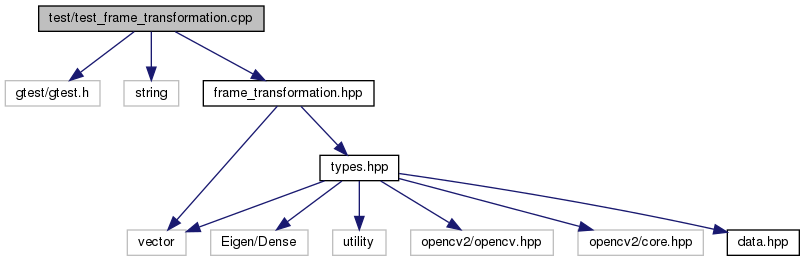 test/test_frame_transformation.cpp
gtest/gtest.h
string
frame_transformation.hpp
types.hpp
vector
Eigen/Dense
utility
opencv2/opencv.hpp
opencv2/core.hpp
data.hpp